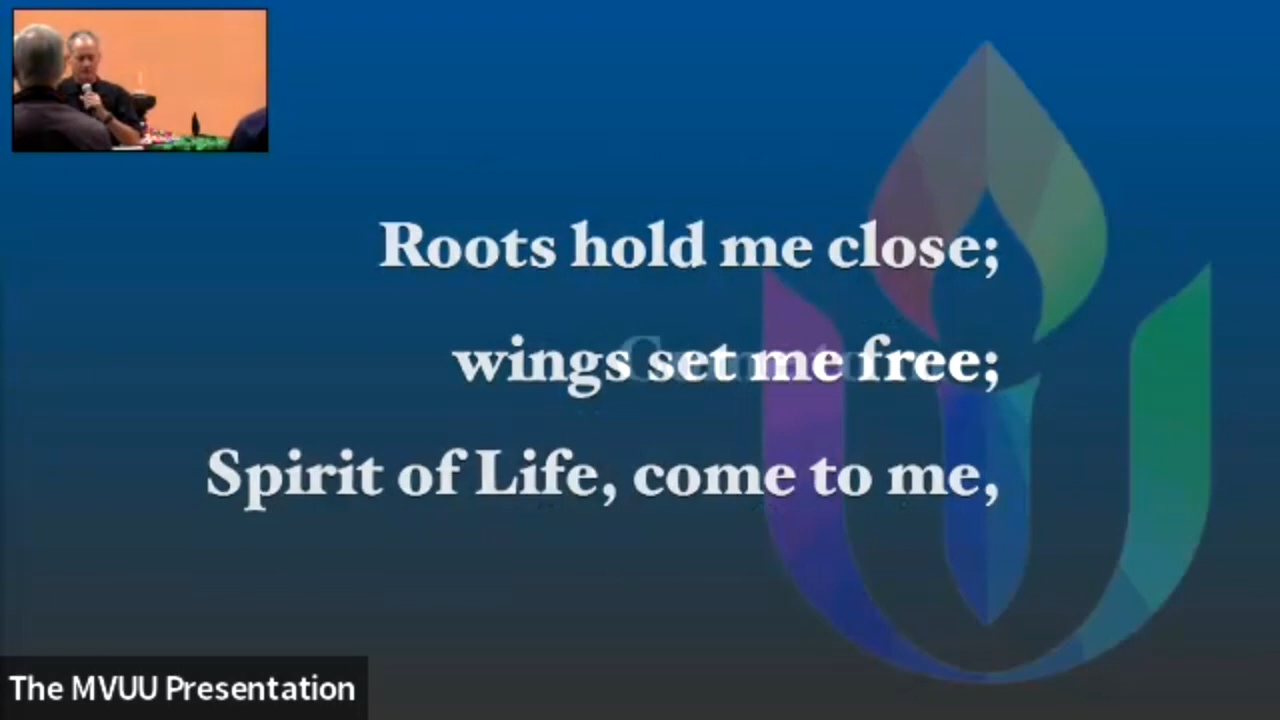 Roots hold me close;
wings set me free;
Spirit of Life, come to me,
The MVUU Presentation